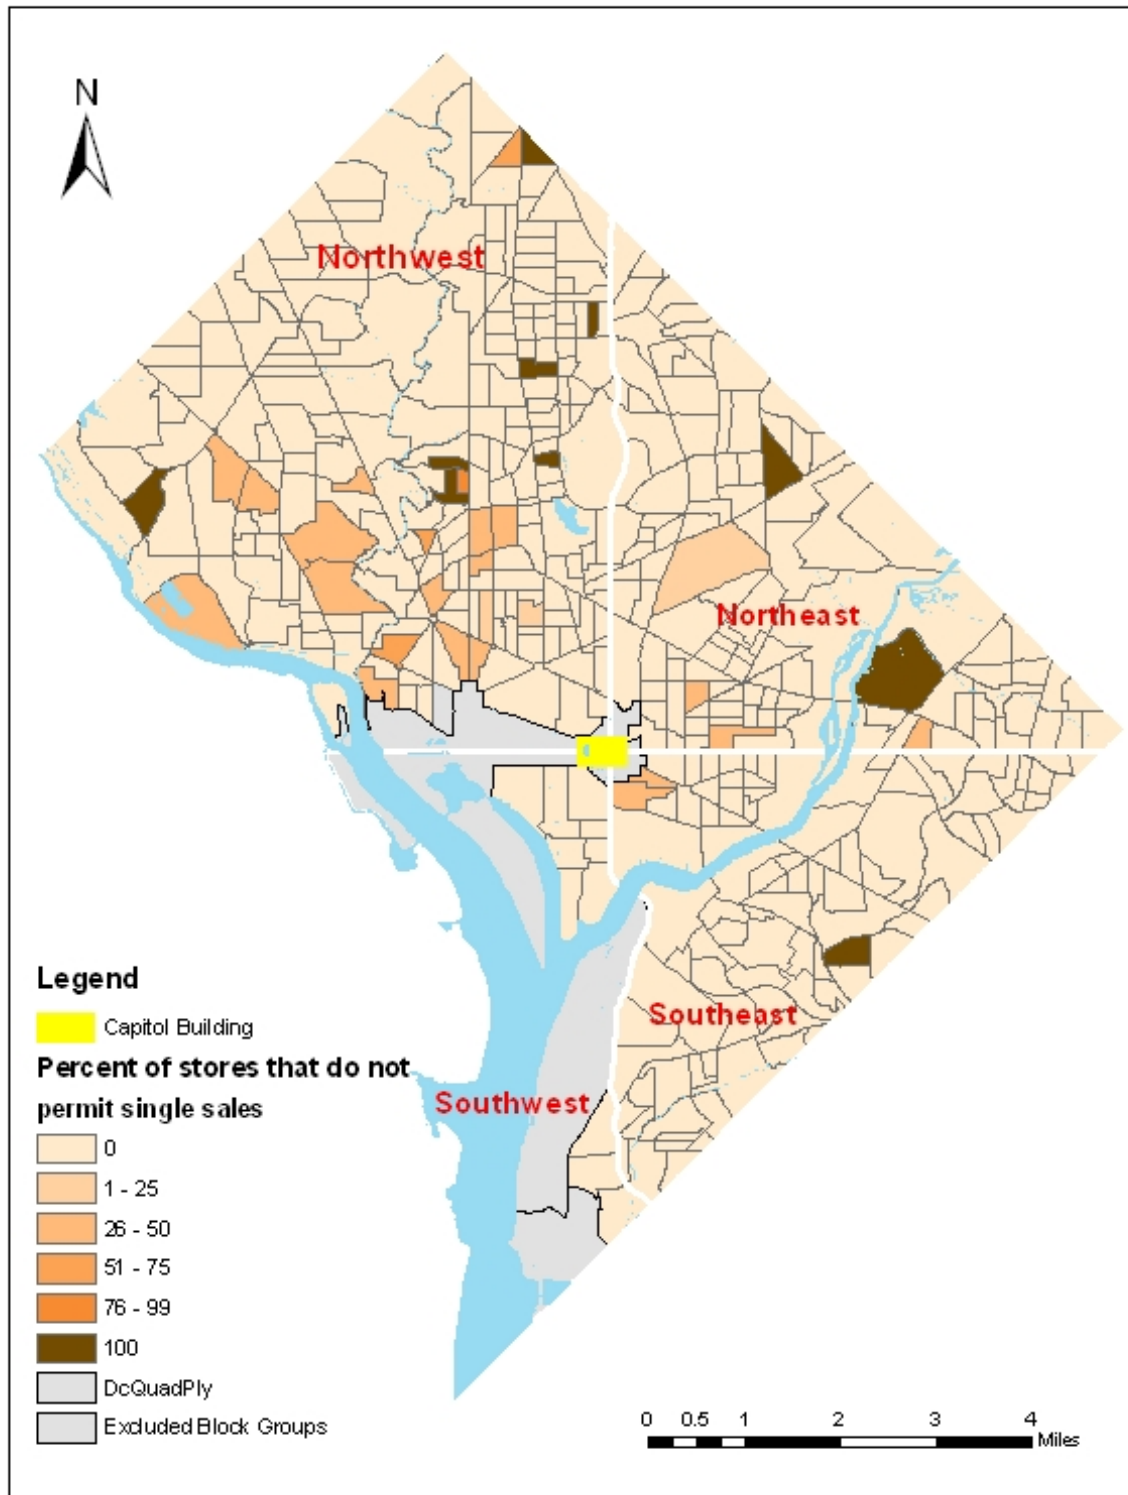 N
Northwest
Northeast
Southeast
Southwest
Legend
Capitol Building
Percent of stores that do not
permit single sales
0
1 - 25
26 - 50
51 - 75
76 - 99
100
DcQuadPly
Excluded Block Groups
0 0.5 1 2 3 4
Miles